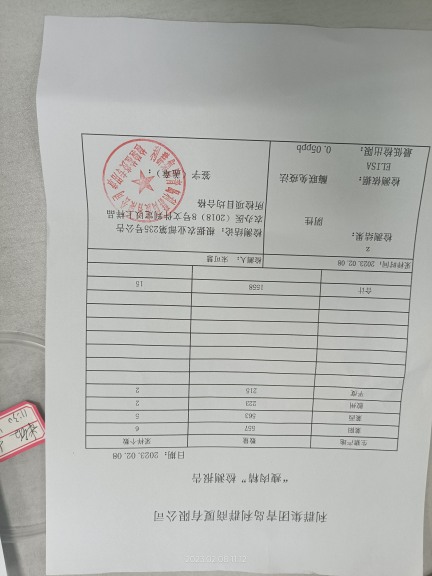 利群集团青岛利群商厦有限公司
“瘦肉精”检测报告
日期：2023.02.08
生猪产地 数量 采样个数
莱阳 557 6
莱西 563 5
胶州 223 2
平度 215 2
合计 1558 15
采样时间：2023.02.08 检测人：宋可慧
z
检测结果： 阴性
检测依据： 酶联免疫法
ELISA
最低检出限： 0.05ppb
检测结论：根据农业部第235号公告
农办医（2018）8号文件判定以上样品
所检项目均合格
签字（盖章）：
11:30